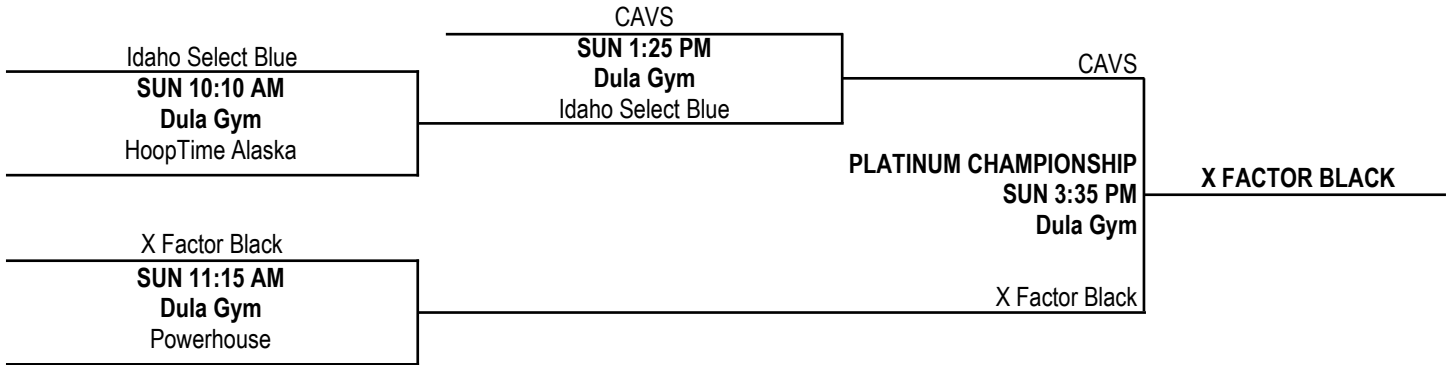 CAVS
Idaho Select Blue
SUN 1:25 PM
CAVS
SUN 10:10 AM
Dula Gym
Dula Gym
Idaho Select Blue
HoopTime Alaska
PLATINUM CHAMPIONSHIP
X FACTOR BLACK
SUN 3:35 PM
Dula Gym
X Factor Black
SUN 11:15 AM
X Factor Black
Dula Gym
Powerhouse